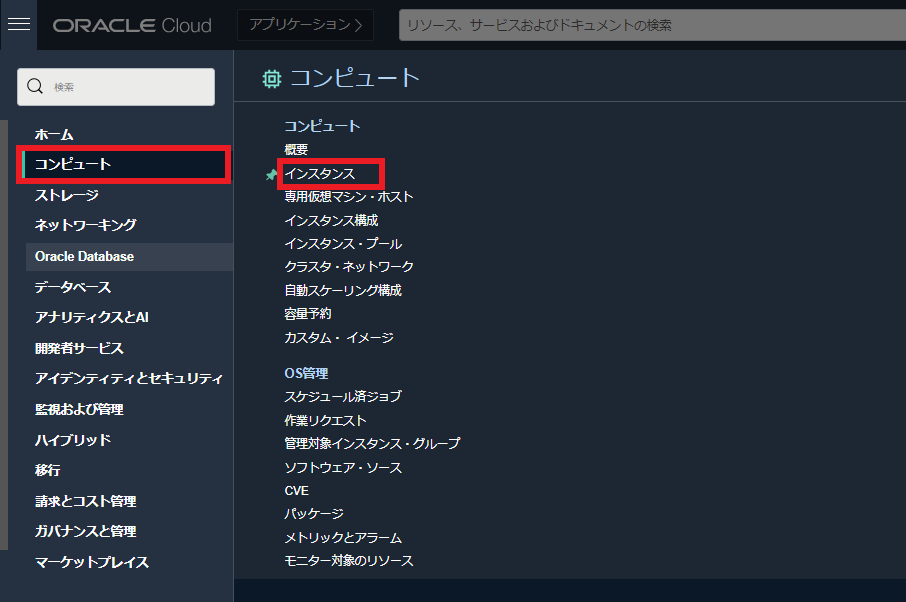 ORACLE Cloud
アプリケーション
リソース、サービスおよびドキュメントの検索
検索
ホーム
コンピュート
ストレージ
ネットワーキング
Oracle Database
データベース
アナリティクスとAI
開発者サービス
アイデンティティとセキュリティ
監視および管理
ハイブリッド
移行
請求とコスト管理
ガバナンスと管理
マーケットプレイス
コンピュート
コンピュート
概要
インスタンス
専用仮想マシン・ホスト
インスタンス構成
インスタンス・プール
クラスタ・ネットワーク
自動スケーリング構成
容量予約
カスタム・イメージ
OS管理
スケジュール済ジョブ
作業リクエスト
管理対象インスタンス・グループ
ソフトウェア・ソース
CVE
パッケージ
メトリックとアラーム
モニター対象のリソース